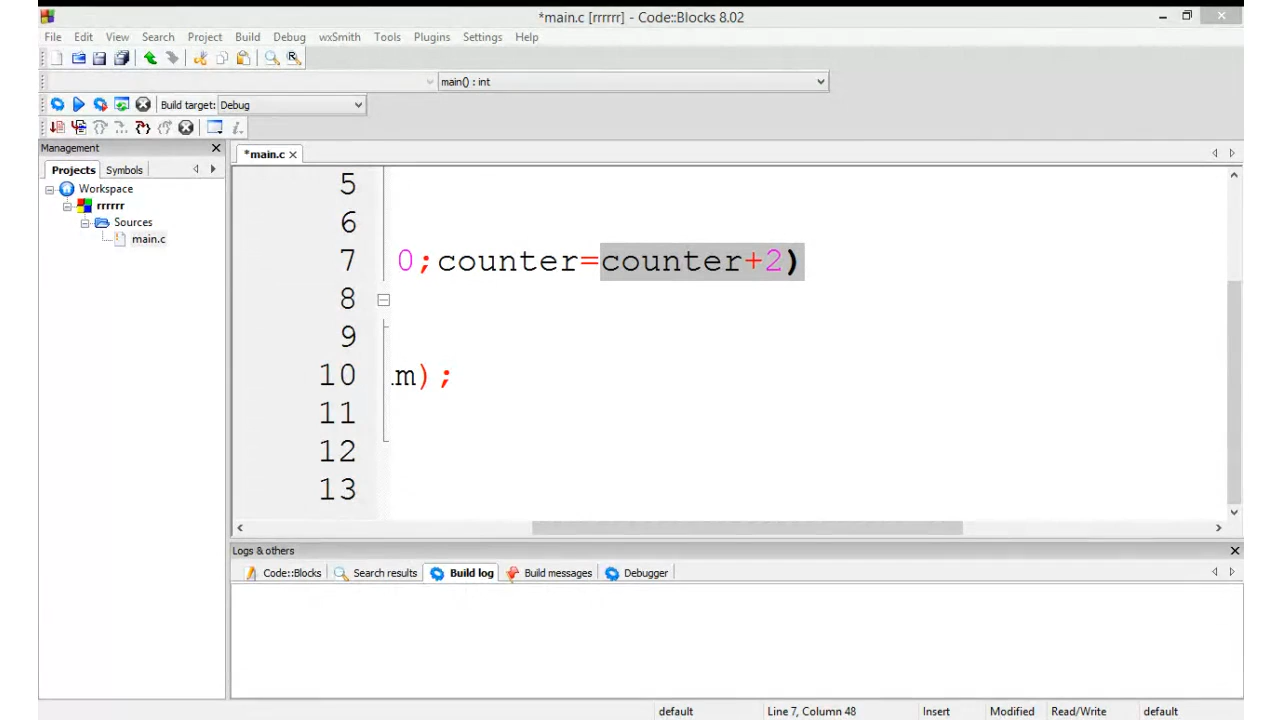 *main.c [rrrrrr] - Code::Blocks 8.02
File Edit View Search Project Build Debug wxSmith Tools Plugins Settings Help
main() : int
Build target: Debug
Management
*main.c
Projects Symbols
Workspace
rrrrrr
Sources
main.c
5
6
7 0;counter=counter+2)
8
9
10 .m);
11
12
13
Logs & others
Code::Blocks Search results Build log Build messages Debugger
default Line 7, Column 48 Insert Modified Read/Write default